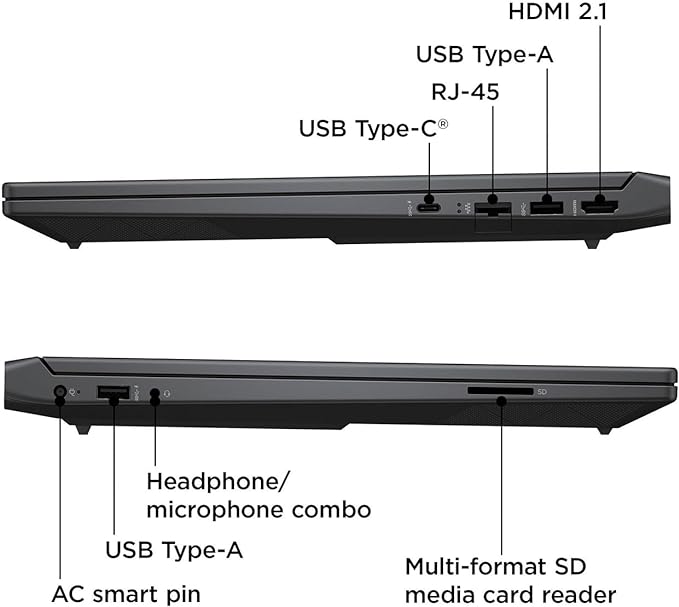 HDMI 2.1
USB Type-A
RJ-45
USB Type-C®
SD
Headphone/
microphone combo
USB Type-A
AC smart pin
Multi-format SD
media card reader